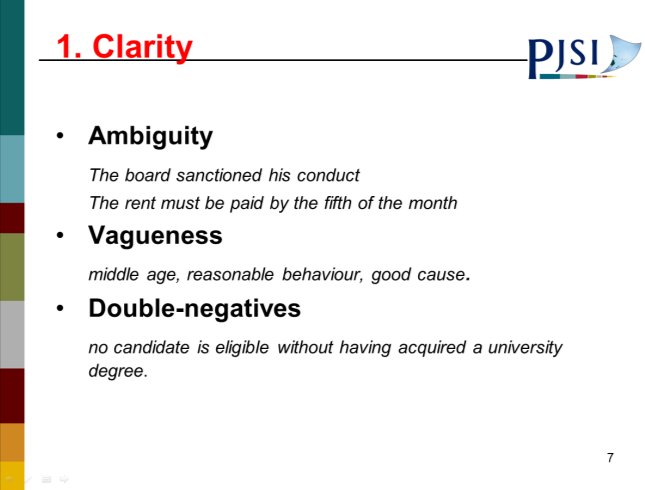 1. Clarity
PJSI
• Ambiguity
The board sanctioned his conduct
The rent must be paid by the fifth of the month
• Vagueness
middle age, reasonable behaviour, good cause.
• Double-negatives
no candidate is eligible without having acquired a university
degree.
7